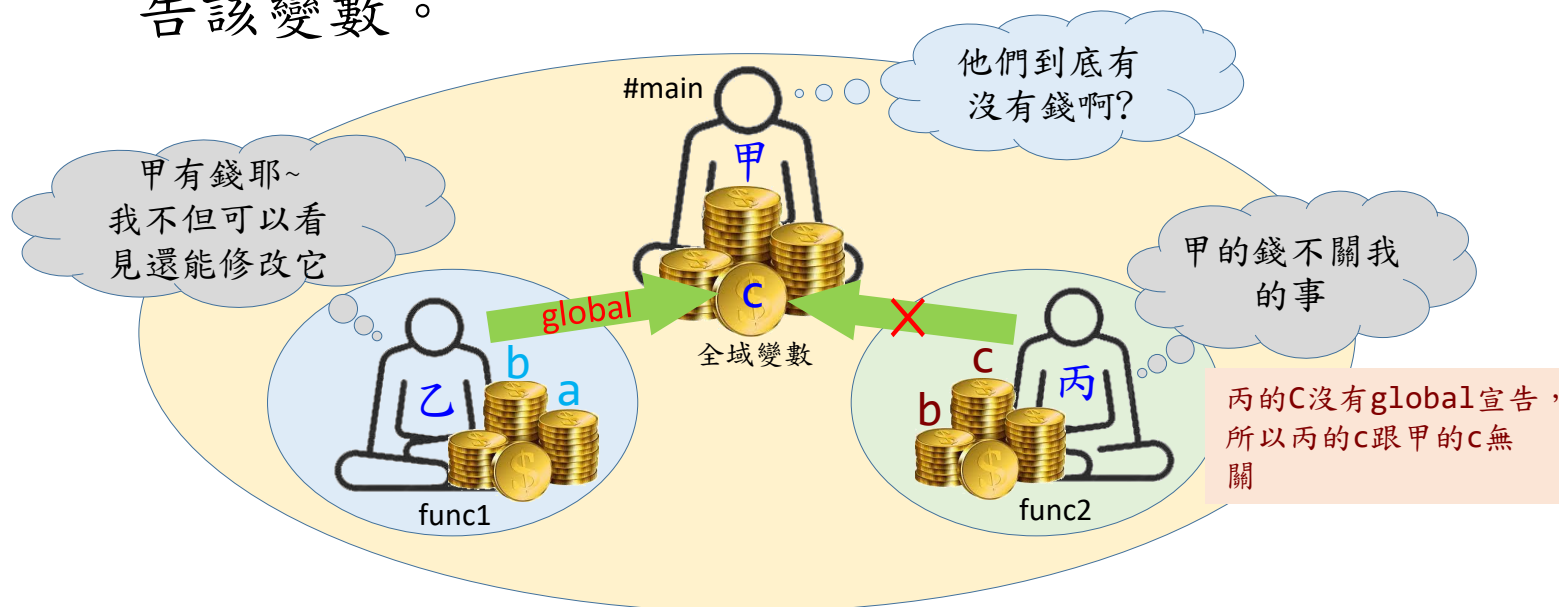 告該變數。
#main
他們到底有
沒有錢啊?
甲
甲有錢耶~
我不但可以看
見還能修改它
甲的錢不關我
的事
global
c
全域變數
乙
b
a
func1
c
b
丙
func2
丙的C沒有global宣告，
所以丙的c跟甲的c無
關